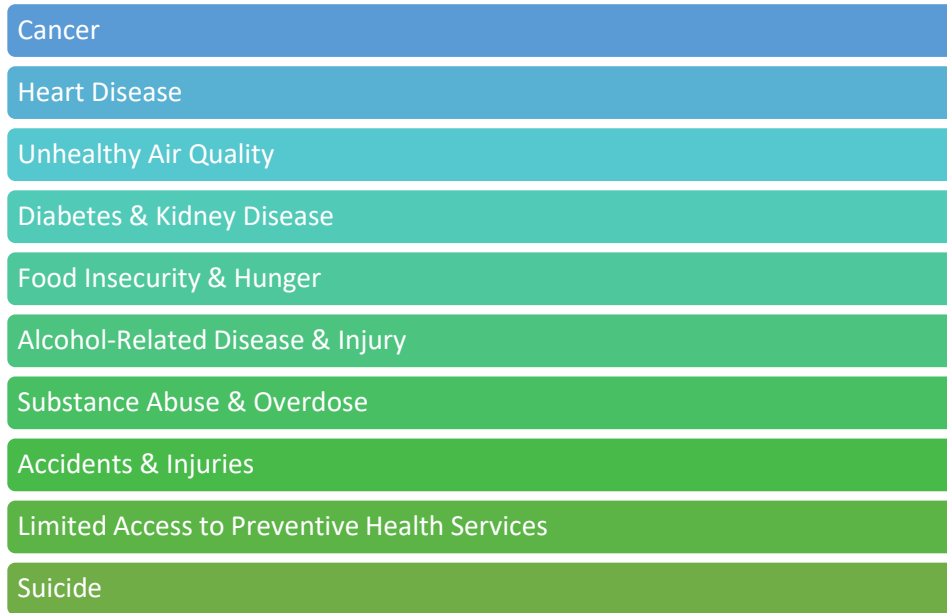 Cancer
Heart Disease
Unhealthy Air Quality
Diabetes & Kidney Disease
Food Insecurity & Hunger
Alcohol-Related Disease & Injury
Substance Abuse & Overdose
Accidents & Injuries
Limited Access to Preventive Health Services
Suicide